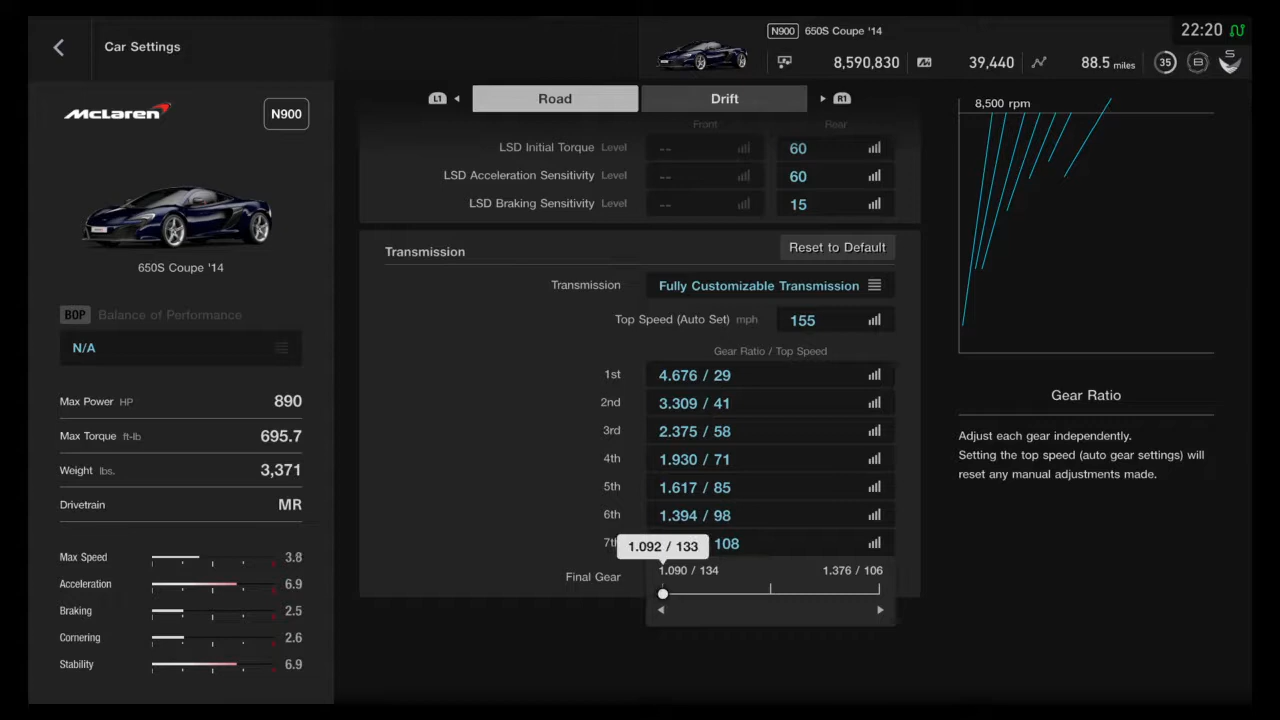 Car Settings
N900 650S Coupe '14
22:20
8,590,830
39,440
88.5 miles
35
B
S
McLaren
N900
650S Coupe '14
BOP Balance of Performance
N/A
Max Power HP 890
Max Torque ft-lb 695.7
Weight lbs. 3,371
Drivetrain MR
Max Speed 3.8
Acceleration 6.9
Braking 2.5
Cornering 2.6
Stability 6.9
L1 Road Drift R1
Front Rear
LSD Initial Torque Level -- 60
LSD Acceleration Sensitivity Level -- 60
LSD Braking Sensitivity Level -- 15
Transmission Reset to Default
Transmission Fully Customizable Transmission
Top Speed (Auto Set) mph 155
Gear Ratio / Top Speed
1st 4.676 / 29
2nd 3.309 / 41
3rd 2.375 / 58
4th 1.930 / 71
5th 1.617 / 85
6th 1.394 / 98
108
1.092 / 133
1.090 / 134 1.376 / 106
Final Gear
8,500 rpm
Gear Ratio
Adjust each gear independently.
Setting the top speed (auto gear settings) will
reset any manual adjustments made.